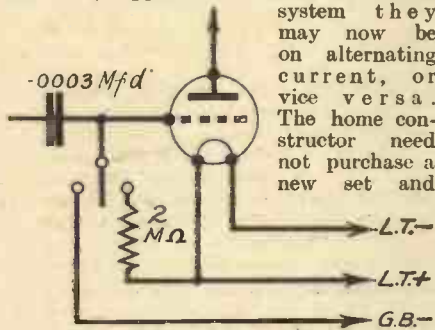 system they
may now be
on alternating
current, or
vice versa.
The home con-
structor need
not purchase a
new set and
·0003 Mfd
2
MΩ
L.T.-
L.T.+
G.B.-